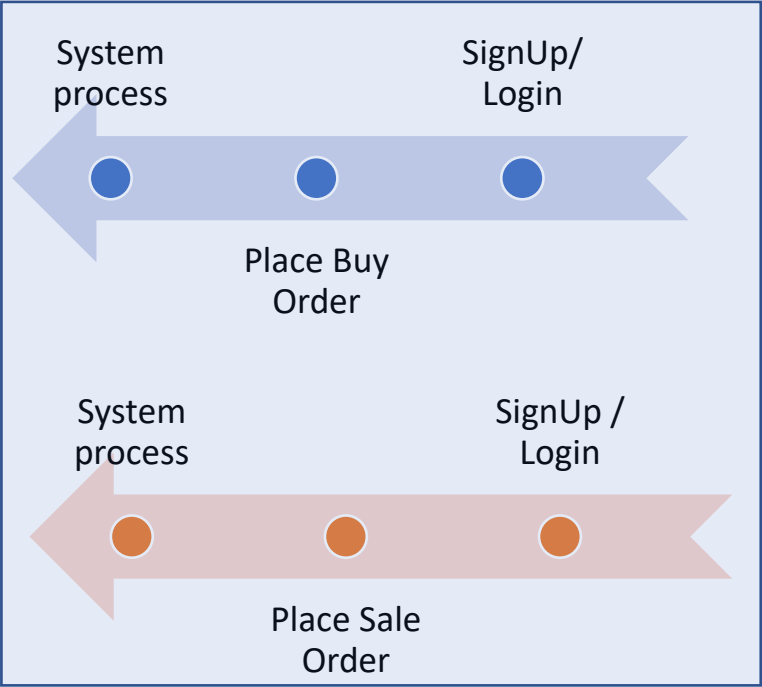 System
process
SignUp/
Login
Place Buy
Order
System
process
SignUp /
Login
Place Sale
Order